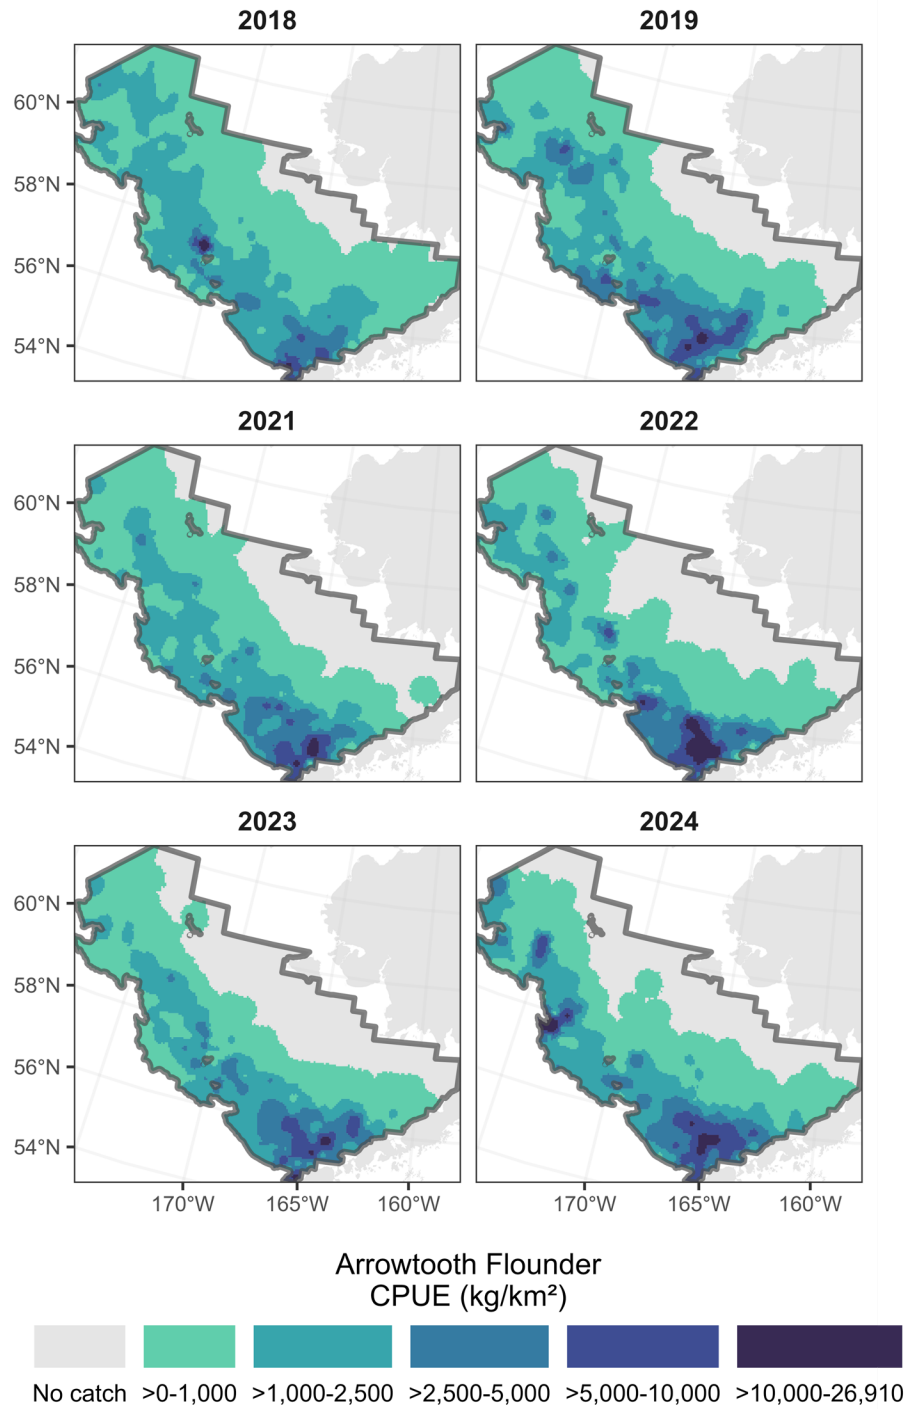 2018 2019
60°N
58°N
56°N
54°N
2021 2022
60°N
58°N
56°N
54°N
2023 2024
60°N
58°N
56°N
54°N
170°W 165°W 160°W 170°W 165°W 160°W
Arrowtooth Flounder
CPUE (kg/km²)
No catch >0-1,000 >1,000-2,500 >2,500-5,000 >5,000-10,000 >10,000-26,910